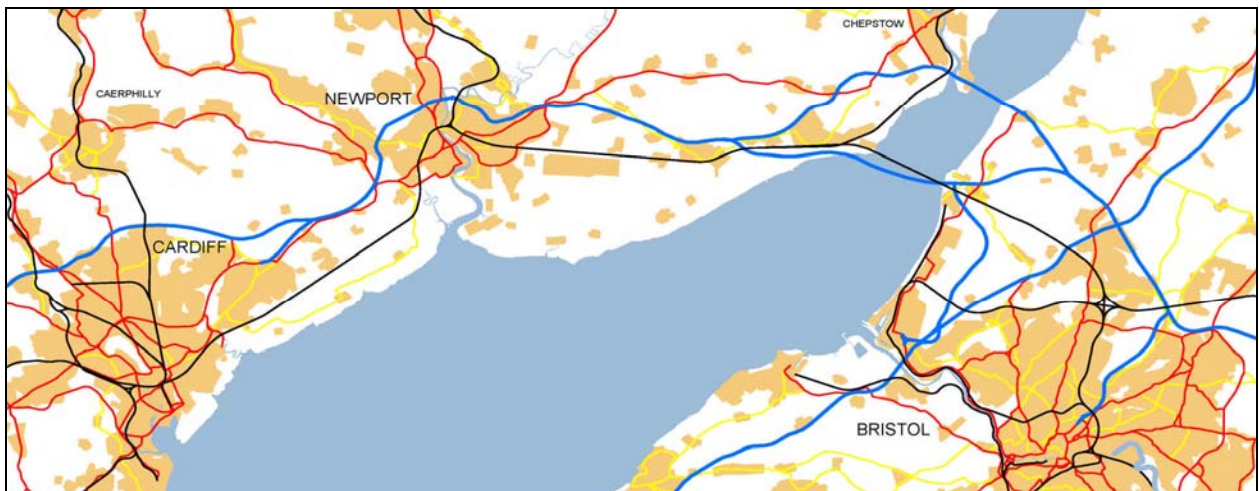 CHEPSTOW
CAERPHILLY
NEWPORT
CARDIFF
BRISTOL